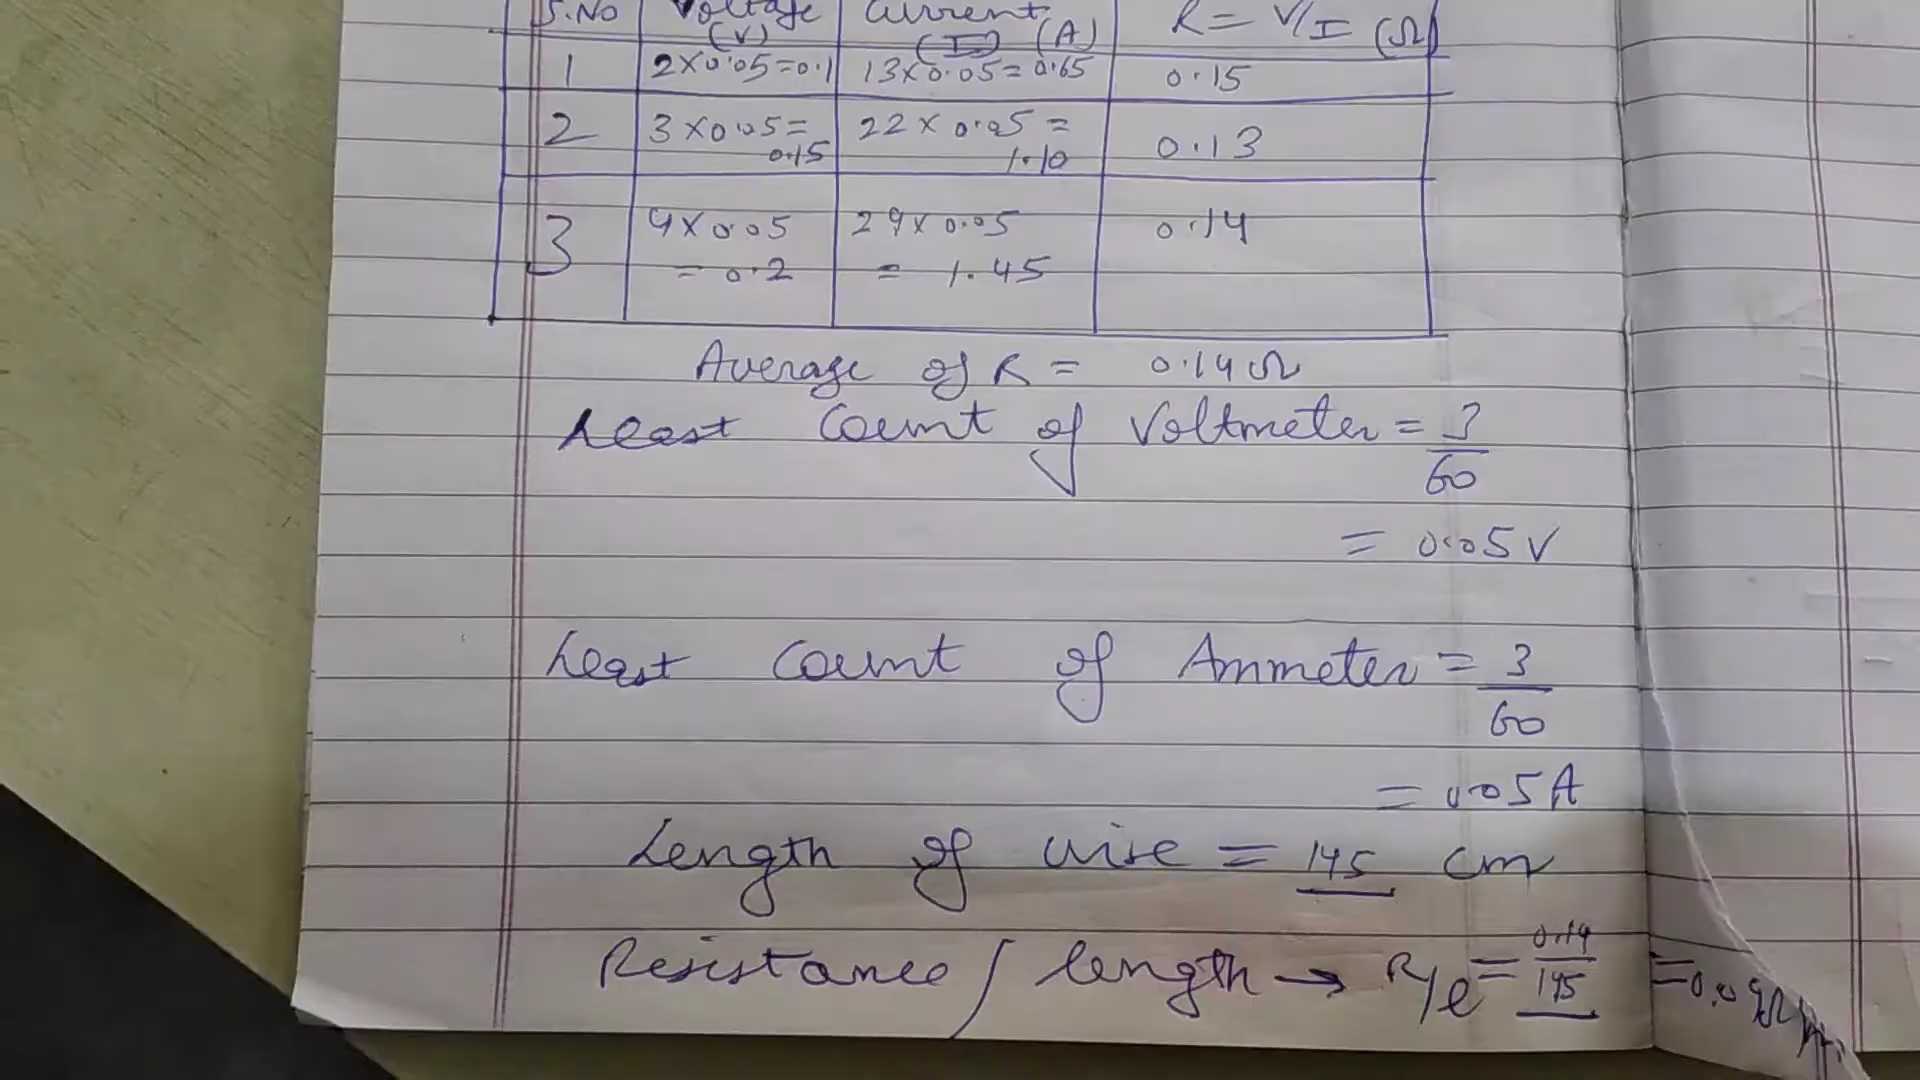 S.No Voltage (V) Current (I) (A) R = V/I (Ω)
1 2×0.05=0.1 13×0.05=0.65 0.15
2 3×0.05= 22×0.05= 0.13
0.15 1.10
3 4×0.05 29×0.05 0.14
= 0.2 = 1.45
Average of R = 0.14Ω
Least Count of Voltmeter = 3/60
= 0.05V
Least Count of Ammeter = 3/60
= 0.05A
Length of wire = 145 cm
Resistance/length → R/l = 0.14/145